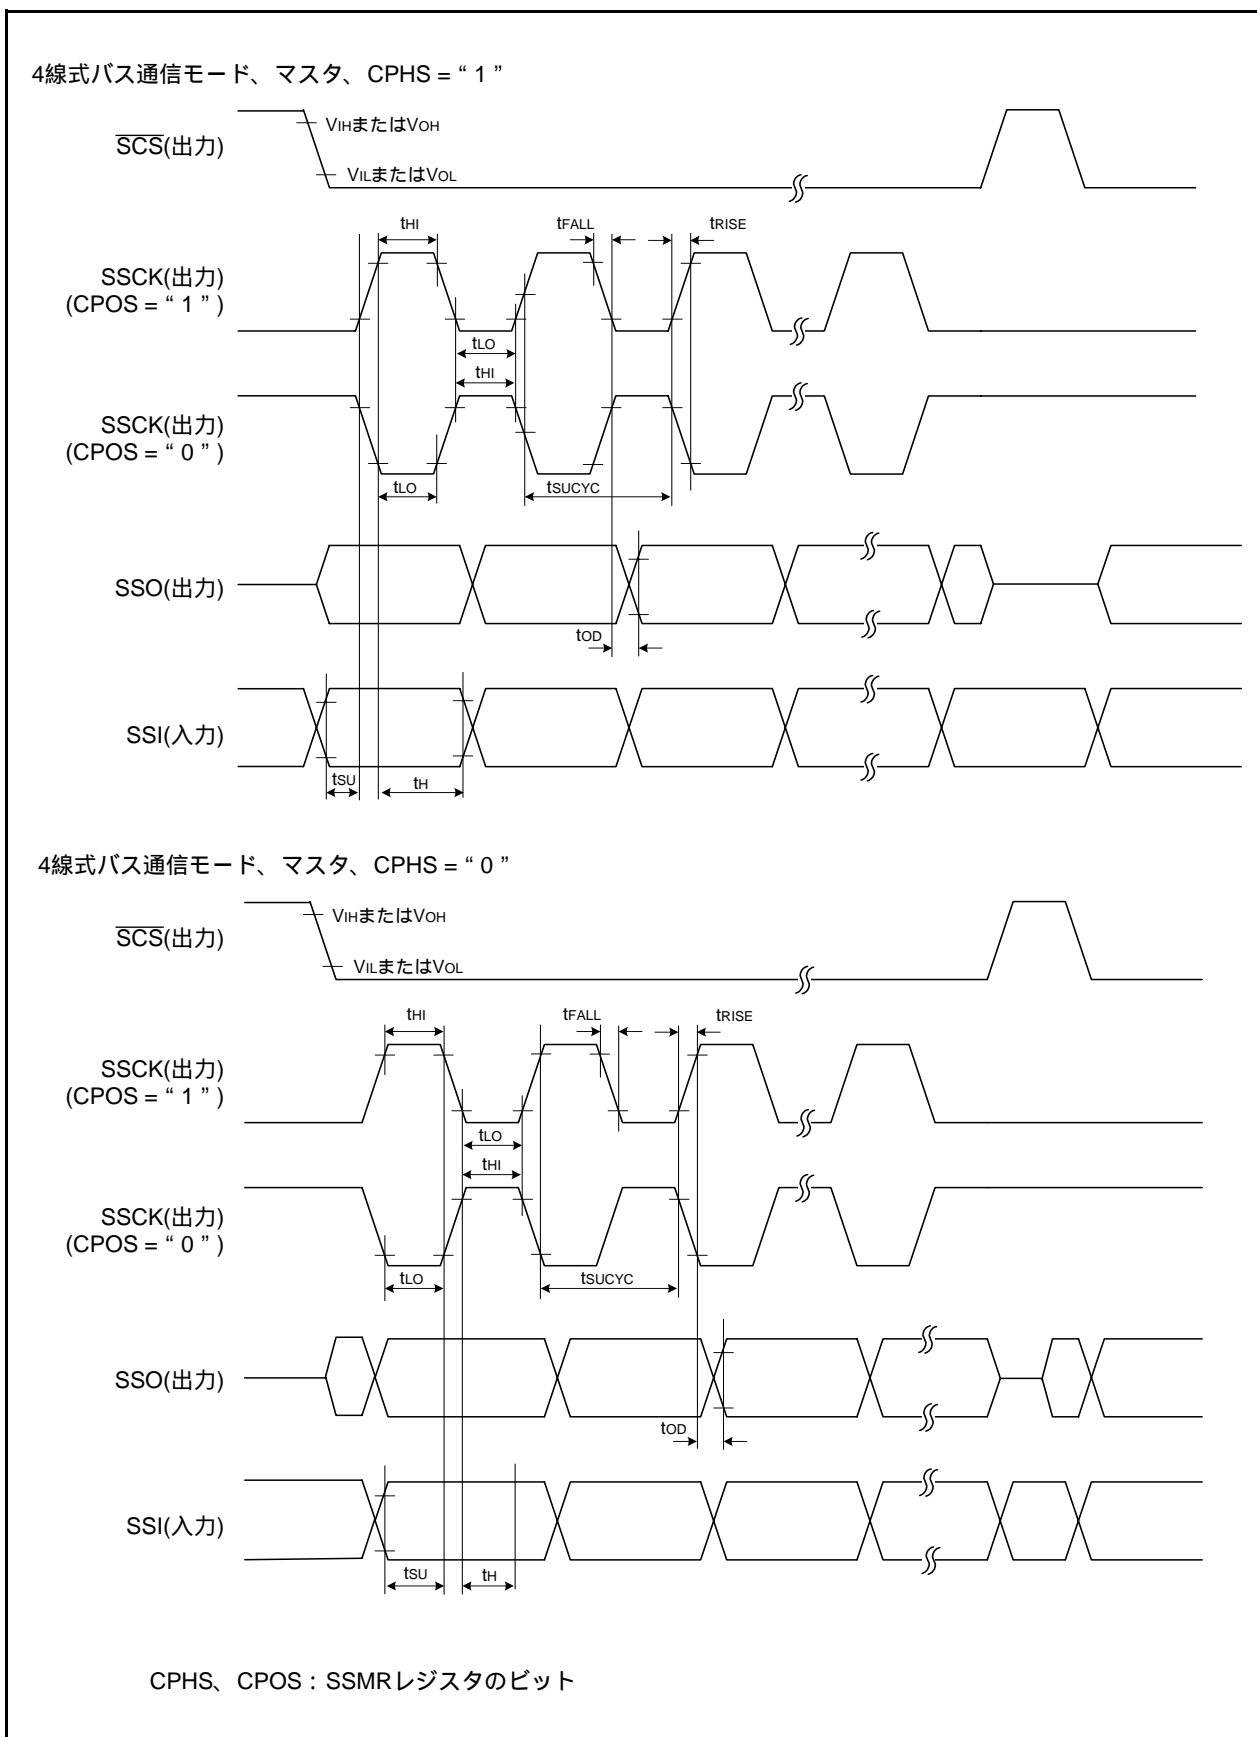 4線式バス通信モード、マスタ、CPHS = “ 1 ”
VIHまたはVOH
SCS(出力)
VILまたはVOL
tHI
tFALL
tRISE
SSCK(出力)
(CPOS = “ 1 ” )
tLO
tHI
SSCK(出力)
(CPOS = “ 0 ” )
tLO
tSUCYC
SSO(出力)
tOD
SSI(入力)
tSU
tH
4線式バス通信モード、マスタ、CPHS = “ 0 ”
VIHまたはVOH
SCS(出力)
VILまたはVOL
tHI
tFALL
tRISE
SSCK(出力)
(CPOS = “ 1 ” )
tLO
tHI
SSCK(出力)
(CPOS = “ 0 ” )
tLO
tSUCYC
SSO(出力)
tOD
SSI(入力)
tSU
tH
CPHS、CPOS : SSMRレジスタのビット